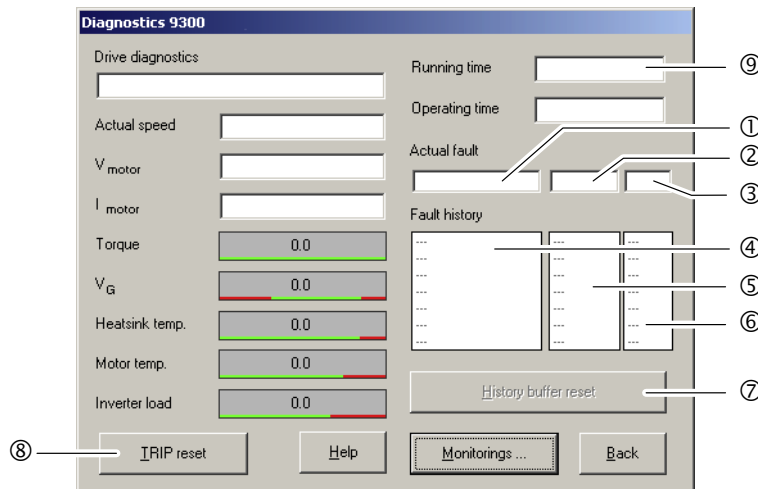 Diagnostics 9300
Drive diagnostics
Running time
⑨
Operating time
Actual speed
Actual fault
①
②
③
V motor
I motor
Fault history
Torque 0.0
--- --- ---
--- --- ---
--- --- ---
--- --- ---
--- --- ---
--- --- ---
--- --- ---
④
⑤
⑥
VG 0.0
Heatsink temp. 0.0
Motor temp. 0.0
Inverter load 0.0
History buffer reset
⑦
⑧
TRIP reset
Help
Monitorings ...
Back